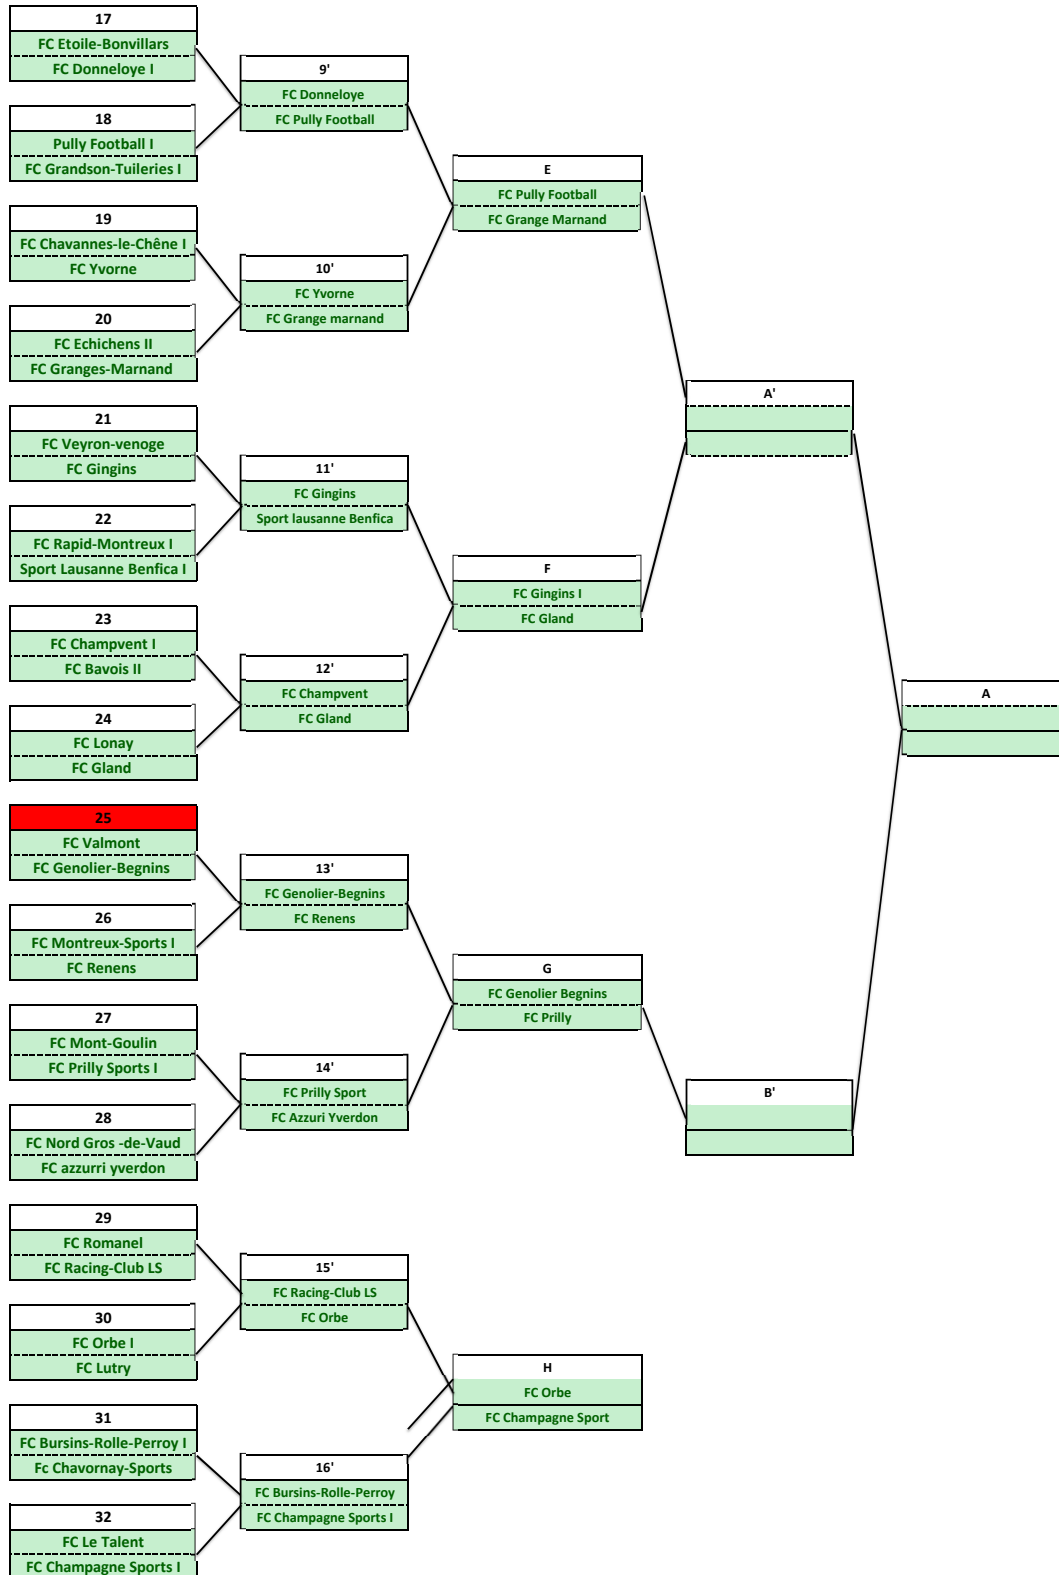 17
FC Etoile-Bonvillars
FC Donneloye I
18
Pully Football I
FC Grandson-Tuileries I
19
FC Chavannes-le-Chêne I
FC Yvorne
20
FC Echichens II
FC Granges-Marnand
21
FC Veyron-venoge
FC Gingins
22
FC Rapid-Montreux I
Sport Lausanne Benfica I
23
FC Champvent I
FC Bavois II
24
FC Lonay
FC Gland
25
FC Valmont
FC Genolier-Begnins
26
FC Montreux-Sports I
FC Renens
27
FC Mont-Goulin
FC Prilly Sports I
28
FC Nord Gros -de-Vaud
FC azzurri yverdon
29
FC Romanel
FC Racing-Club LS
30
FC Orbe I
FC Lutry
31
FC Bursins-Rolle-Perroy I
Fc Chavornay-Sports
32
FC Le Talent
FC Champagne Sports I
9'
FC Donneloye
FC Pully Football
10'
FC Yvorne
FC Grange marnand
11'
FC Gingins
Sport lausanne Benfica
12'
FC Champvent
FC Gland
13'
FC Genolier-Begnins
FC Renens
14'
FC Prilly Sport
FC Azzuri Yverdon
15'
FC Racing-Club LS
FC Orbe
16'
FC Bursins-Rolle-Perroy
FC Champagne Sports I
E
FC Pully Football
FC Grange Marnand
F
FC Gingins I
FC Gland
G
FC Genolier Begnins
FC Prilly
H
FC Orbe
FC Champagne Sport
A'
B'
A